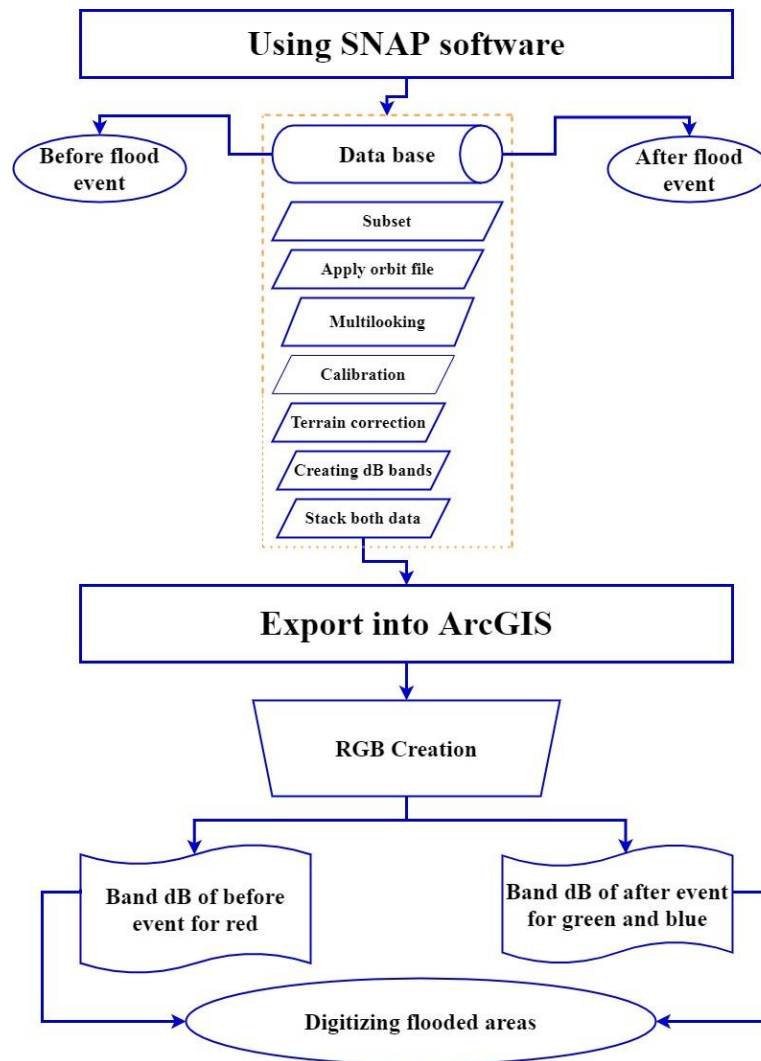 Using SNAP software
Before flood
event
Data base
After flood
event
Subset
Apply orbit file
Multilooking
Calibration
Terrain correction
Creating dB bands
Stack both data
Export into ArcGIS
RGB Creation
Band dB of before
event for red
Band dB of after event
for green and blue
Digitizing flooded areas